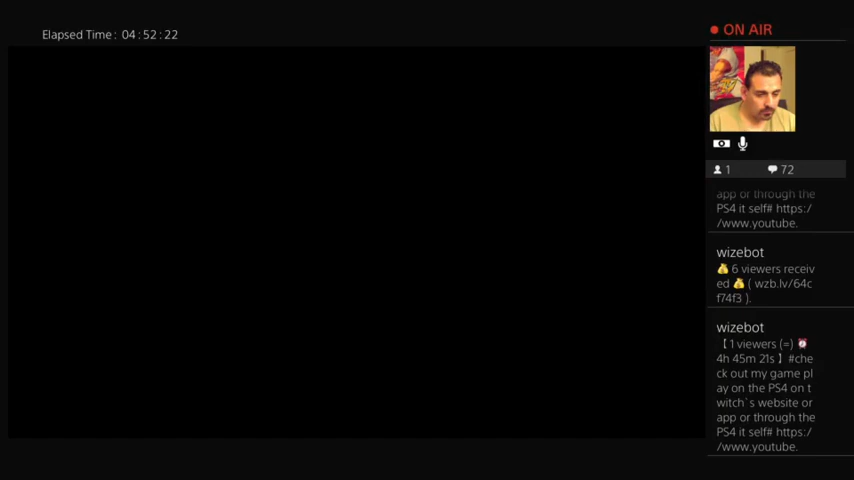 Elapsed Time: 04:52:22
ON AIR
1 72
app or through the
PS4 it self# https:/
/www.youtube.
wizebot
💰 6 viewers receiv
ed 💰 ( wzb.lv/64c
f74f3 ).
wizebot
【 1 viewers (=) ⏰
4h 45m 21s 】#che
ck out my game pl
ay on the PS4 on t
witch`s website or
app or through the
PS4 it self# https:/
/www.youtube.